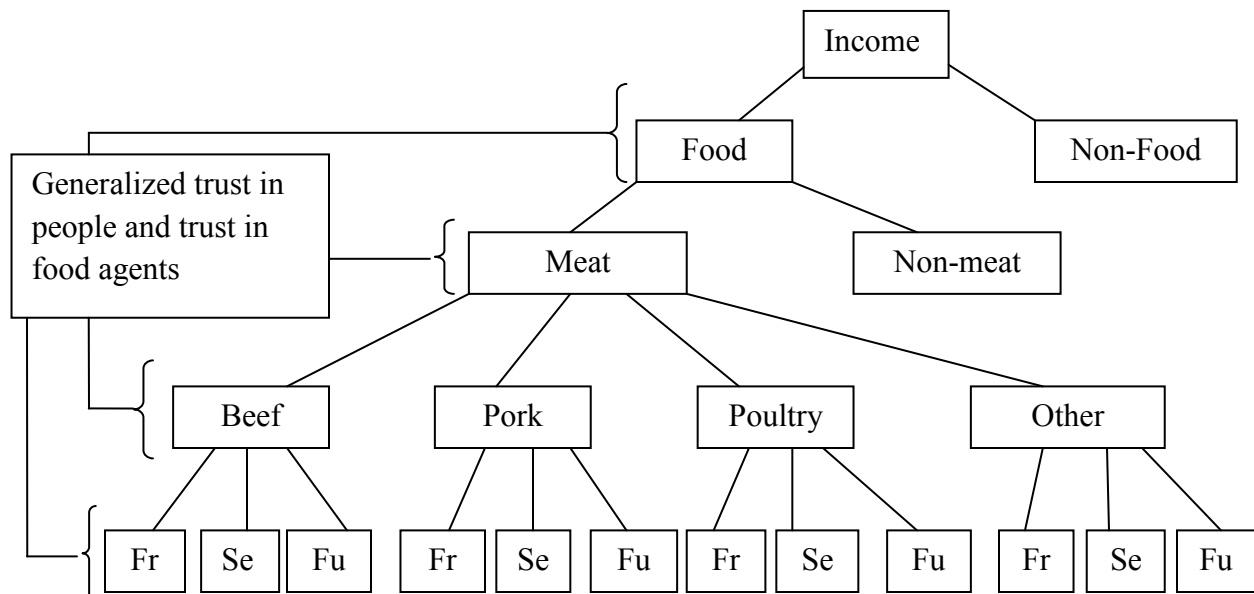 Income
Food
Non-Food
Generalized trust in
people and trust in
food agents
Meat
Non-meat
Beef
Pork
Poultry
Other
Fr
Se
Fu
Fr
Se
Fu
Fr
Se
Fu
Fr
Se
Fu